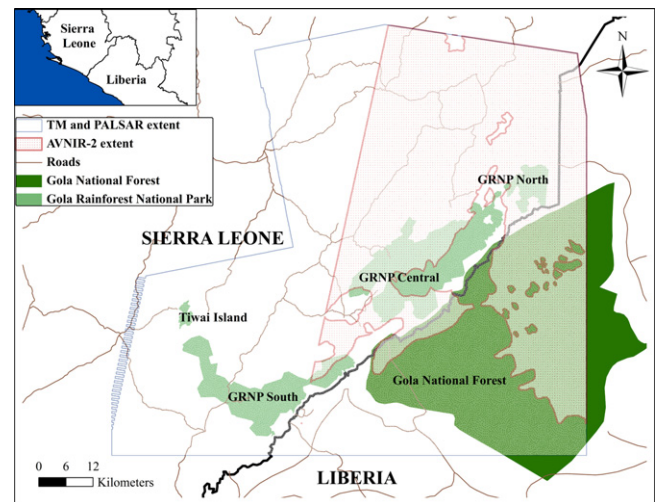 Sierra
Leone
Liberia
N
TM and PALSAR extent
AVNIR-2 extent
Roads
Gola National Forest
Gola Rainforest National Park
GRNP North
SIERRA LEONE
GRNP Central
Tiwai Island
Gola National Forest
GRNP South
0 6 12
Kilometers
LIBERIA